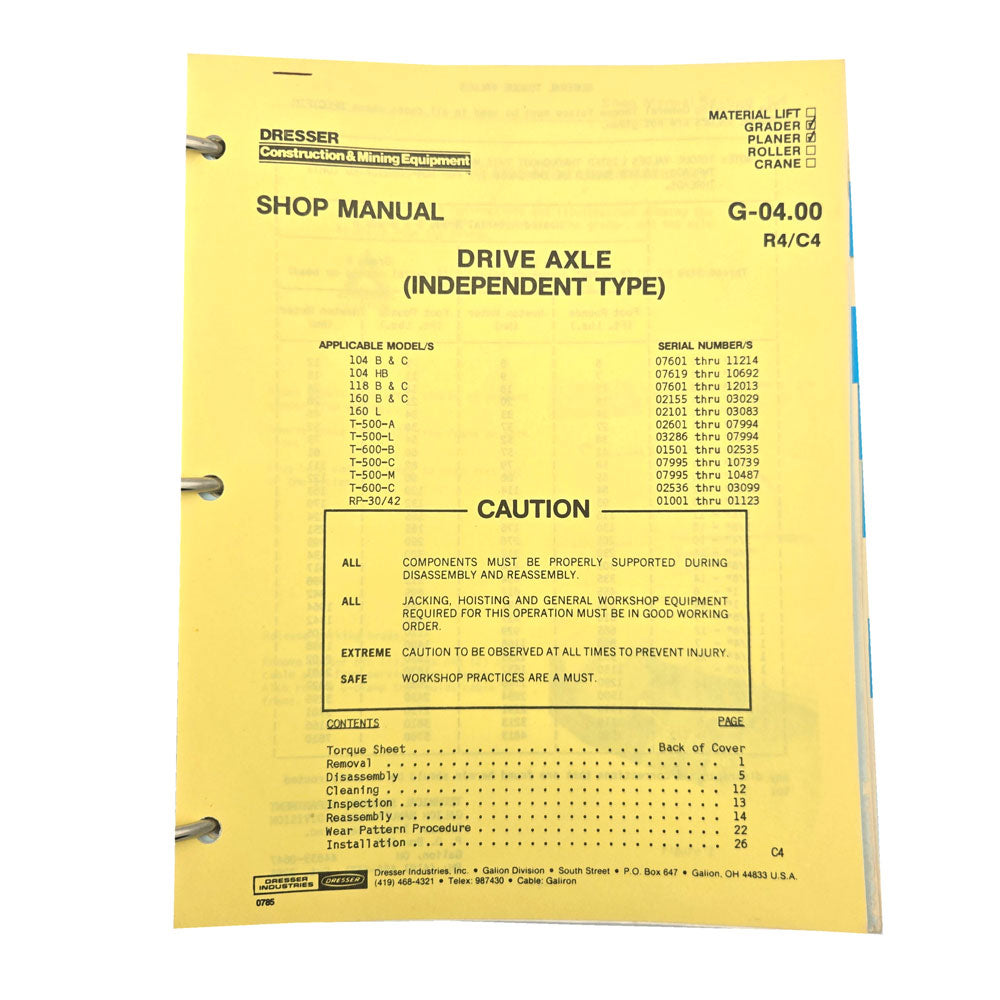 MATERIAL LIFT ☐
GRADER ☑
PLANER ☑
ROLLER ☐
CRANE ☐
DRESSER
Construction & Mining Equipment
SHOP MANUAL
G-04.00
R4/C4
DRIVE AXLE
(INDEPENDENT TYPE)
APPLICABLE MODEL/S SERIAL NUMBER/S
104 B & C 07601 thru 11214
104 HB 07619 thru 10692
118 B & C 07601 thru 12013
160 B & C 02155 thru 03029
160 L 02101 thru 03083
T-500-A 02601 thru 07994
T-500-L 03286 thru 07994
T-600-B 01501 thru 02535
T-500-C 07995 thru 10739
T-500-M 07995 thru 10487
T-600-C 02536 thru 03099
RP-30/42 01001 thru 01123
CAUTION
ALL COMPONENTS MUST BE PROPERLY SUPPORTED DURING
DISASSEMBLY AND REASSEMBLY.
ALL JACKING, HOISTING AND GENERAL WORKSHOP EQUIPMENT
REQUIRED FOR THIS OPERATION MUST BE IN GOOD WORKING
ORDER.
EXTREME CAUTION TO BE OBSERVED AT ALL TIMES TO PREVENT INJURY.
SAFE WORKSHOP PRACTICES ARE A MUST.
CONTENTS PAGE
Torque Sheet . . . . . . . . . . . . . . . . . . . Back of Cover
Removal . . . . . . . . . . . . . . . . . . . . . . . . . . 1
Disassembly . . . . . . . . . . . . . . . . . . . . . . . . 5
Cleaning . . . . . . . . . . . . . . . . . . . . . . . . . 12
Inspection . . . . . . . . . . . . . . . . . . . . . . . . 13
Reassembly . . . . . . . . . . . . . . . . . . . . . . . . 14
Wear Pattern Procedure . . . . . . . . . . . . . . . . . . 22
Installation . . . . . . . . . . . . . . . . . . . . . . . 26
C4
DRESSER INDUSTRIES DRESSER
Dresser Industries, Inc. • Galion Division • South Street • P.O. Box 647 • Galion, OH 44833 U.S.A.
(419) 468-4321 • Telex: 987430 • Cable: Galiron
0785